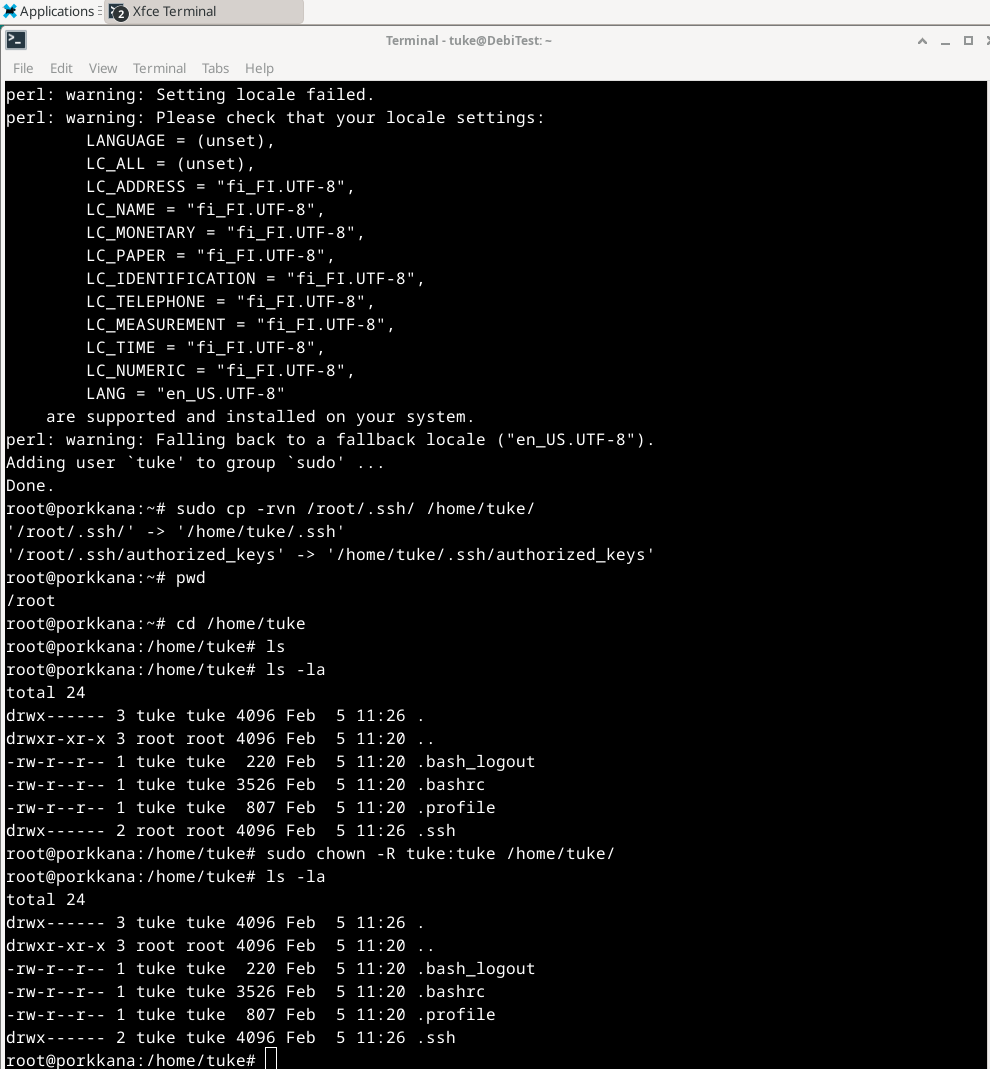 Applications
2 Xfce Terminal
Terminal - tuke@DebiTest: ~
File Edit View Terminal Tabs Help
perl: warning: Setting locale failed.
perl: warning: Please check that your locale settings:
        LANGUAGE = (unset),
        LC_ALL = (unset),
        LC_ADDRESS = "fi_FI.UTF-8",
        LC_NAME = "fi_FI.UTF-8",
        LC_MONETARY = "fi_FI.UTF-8",
        LC_PAPER = "fi_FI.UTF-8",
        LC_IDENTIFICATION = "fi_FI.UTF-8",
        LC_TELEPHONE = "fi_FI.UTF-8",
        LC_MEASUREMENT = "fi_FI.UTF-8",
        LC_TIME = "fi_FI.UTF-8",
        LC_NUMERIC = "fi_FI.UTF-8",
        LANG = "en_US.UTF-8"
    are supported and installed on your system.
perl: warning: Falling back to a fallback locale ("en_US.UTF-8").
Adding user `tuke' to group `sudo' ...
Done.
root@porkkana:~# sudo cp -rvn /root/.ssh/ /home/tuke/
'/root/.ssh/' -> '/home/tuke/.ssh'
'/root/.ssh/authorized_keys' -> '/home/tuke/.ssh/authorized_keys'
root@porkkana:~# pwd
/root
root@porkkana:~# cd /home/tuke
root@porkkana:/home/tuke# ls
root@porkkana:/home/tuke# ls -la
total 24
drwx------ 3 tuke tuke 4096 Feb  5 11:26 .
drwxr-xr-x 3 root root 4096 Feb  5 11:20 ..
-rw-r--r-- 1 tuke tuke  220 Feb  5 11:20 .bash_logout
-rw-r--r-- 1 tuke tuke 3526 Feb  5 11:20 .bashrc
-rw-r--r-- 1 tuke tuke  807 Feb  5 11:20 .profile
drwx------ 2 root root 4096 Feb  5 11:26 .ssh
root@porkkana:/home/tuke# sudo chown -R tuke:tuke /home/tuke/
root@porkkana:/home/tuke# ls -la
total 24
drwx------ 3 tuke tuke 4096 Feb  5 11:26 .
drwxr-xr-x 3 root root 4096 Feb  5 11:20 ..
-rw-r--r-- 1 tuke tuke  220 Feb  5 11:20 .bash_logout
-rw-r--r-- 1 tuke tuke 3526 Feb  5 11:20 .bashrc
-rw-r--r-- 1 tuke tuke  807 Feb  5 11:20 .profile
drwx------ 2 tuke tuke 4096 Feb  5 11:26 .ssh
root@porkkana:/home/tuke#